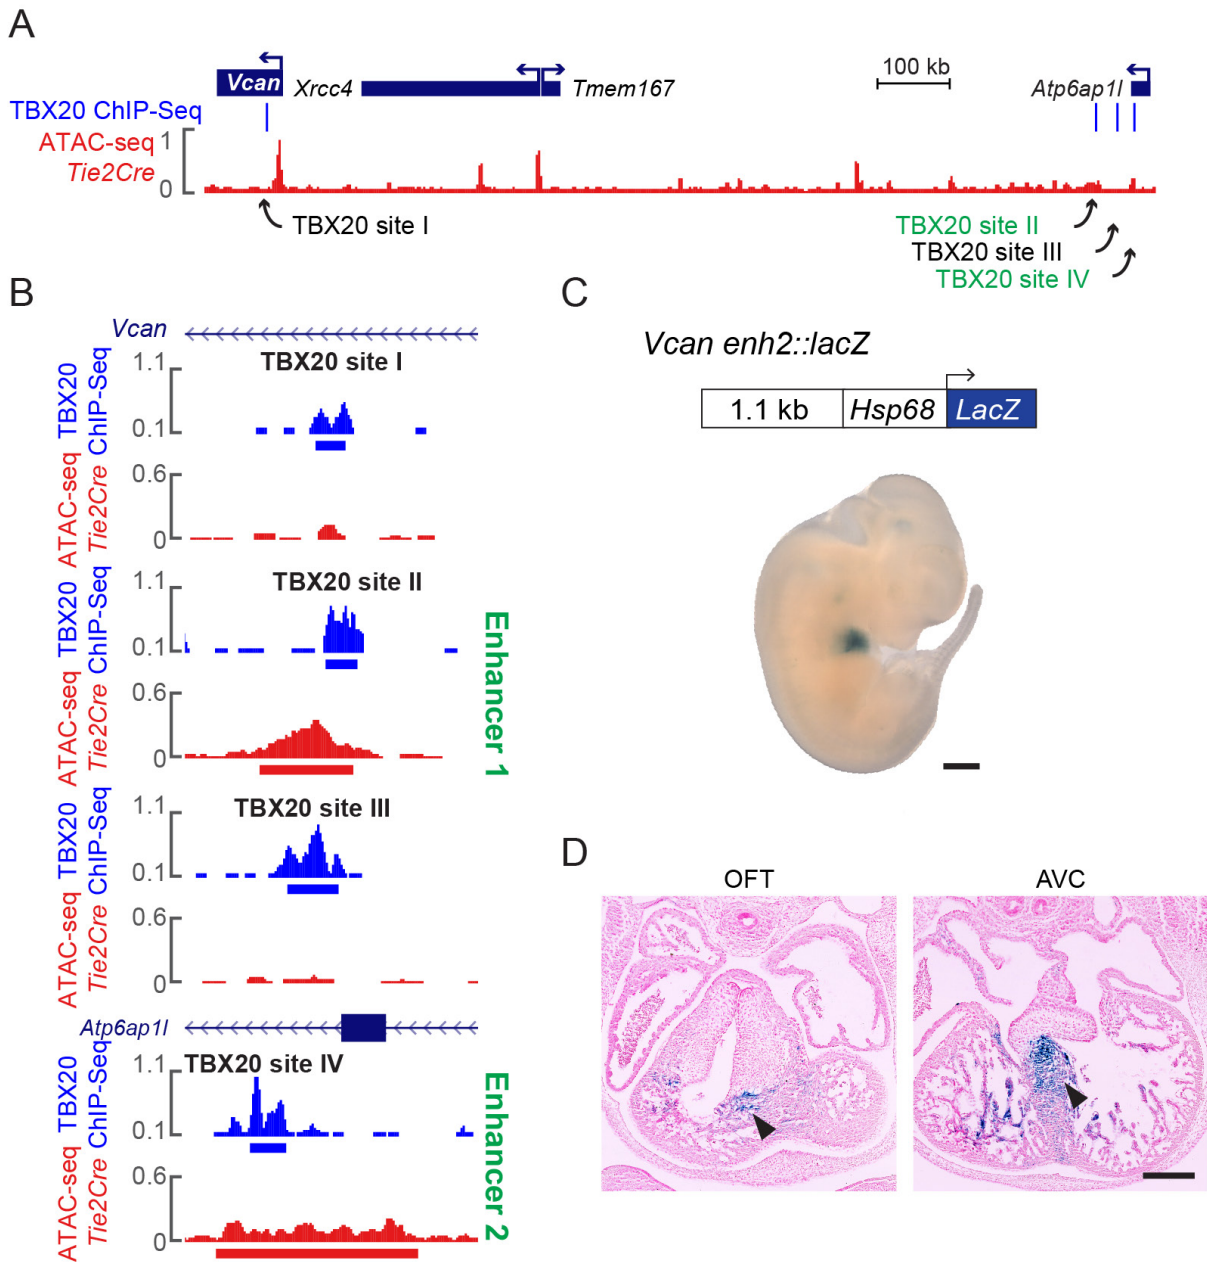 A
Vcan
Xrcc4
Tmem167
100 kb
Atp6ap1l
TBX20 ChIP-Seq
ATAC-seq
Tie2Cre
1
0
TBX20 site I
TBX20 site II
TBX20 site III
TBX20 site IV
B
Vcan
TBX20 site I
TBX20
ChIP-Seq
1.1
0.1
ATAC-seq
Tie2Cre
0.6
0
TBX20 site II
TBX20
ChIP-Seq
1.1
0.1
ATAC-seq
Tie2Cre
0.6
0
Enhancer 1
TBX20 site III
TBX20
ChIP-Seq
1.1
0.1
ATAC-seq
Tie2Cre
0.6
0
Atp6ap1l
TBX20 site IV
TBX20
ChIP-Seq
1.1
0.1
ATAC-seq
Tie2Cre
0.6
0
Enhancer 2
C
Vcan enh2::lacZ
1.1 kb
Hsp68
LacZ
D
OFT
AVC